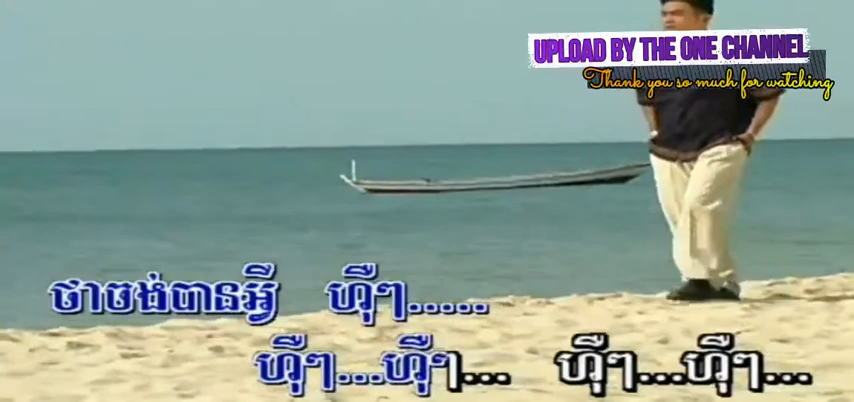 UPLOAD BY THE ONE CHANNEL
Thank you so much for watching
ថាចង់បានអ្វី ហ៊ឺៗ......
ហ៊ឺៗ...ហ៊ឺៗ... ហ៊ឺៗ...ហ៊ឺៗ...